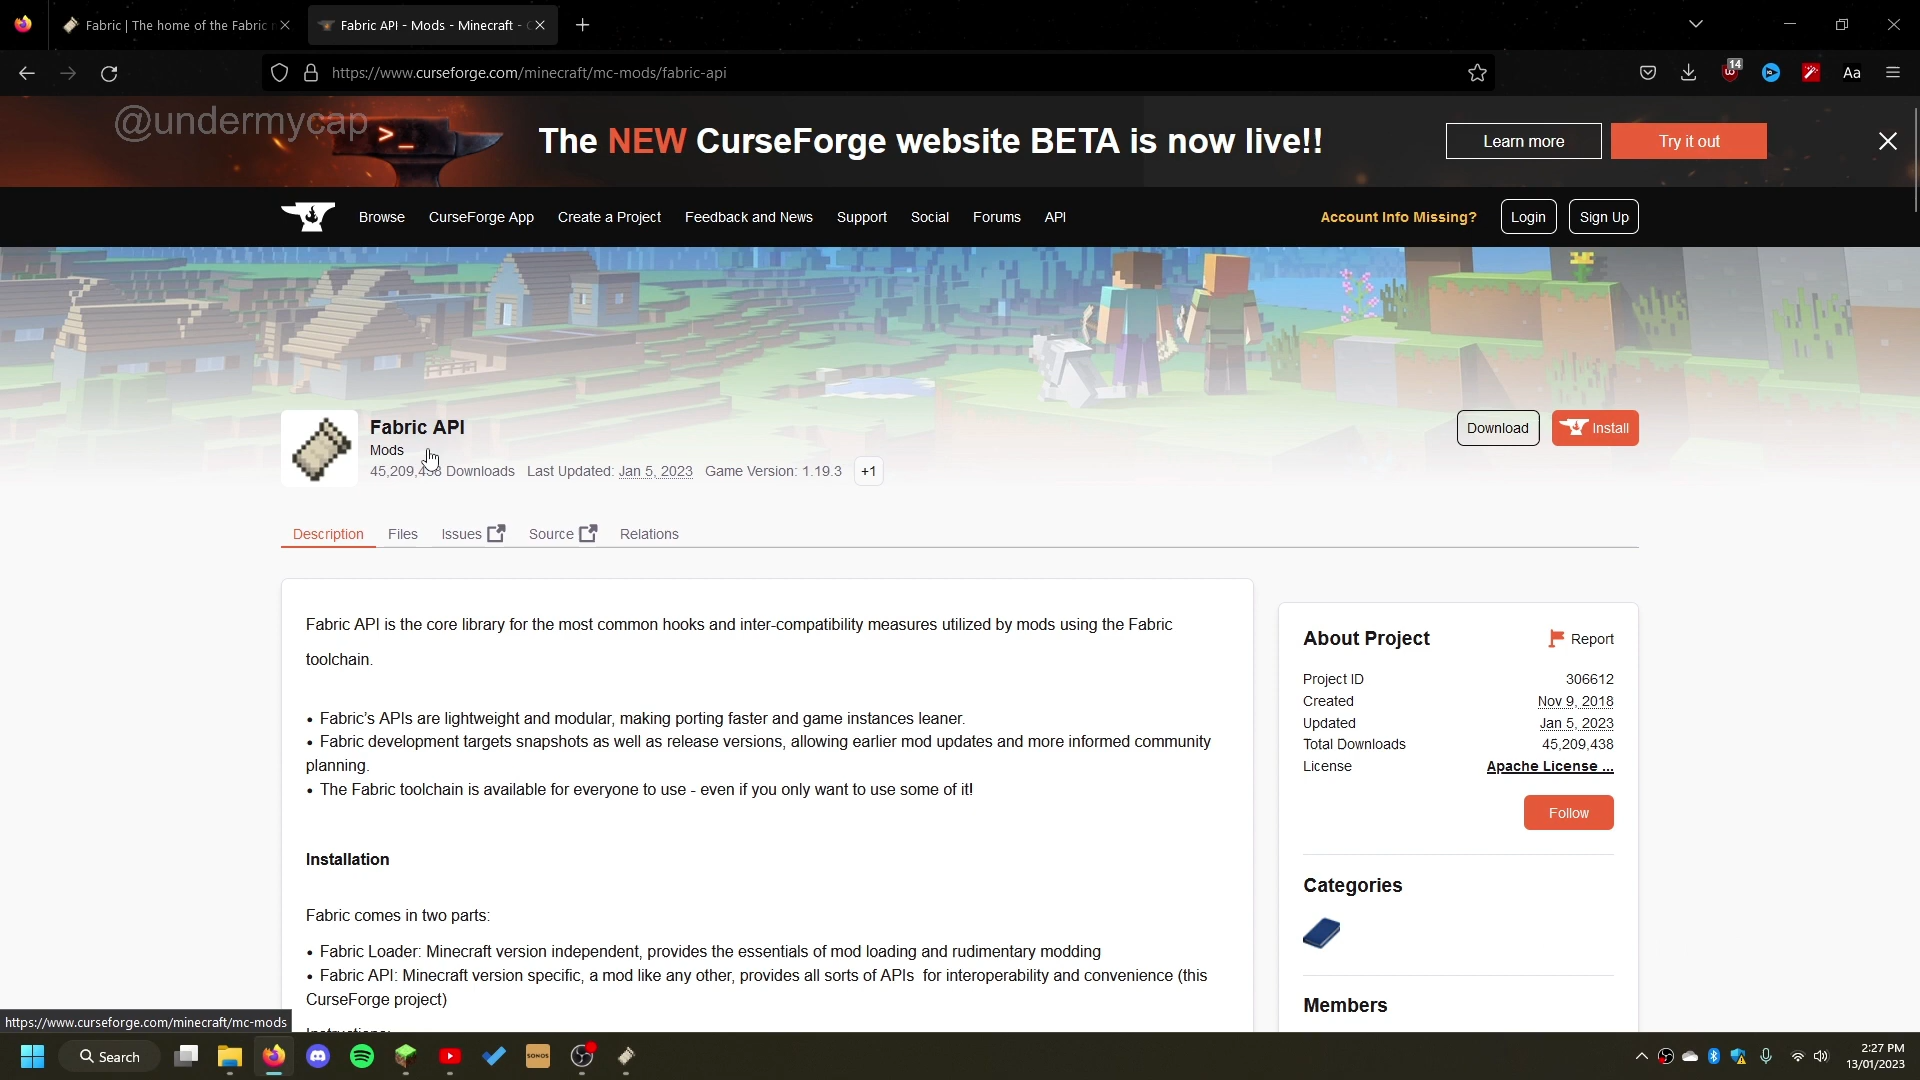 Fabric | The home of the Fabric
Fabric API - Mods - Minecraft -
https://www.curseforge.com/minecraft/mc-mods/fabric-api
14
Aa
@undermycap
>_
The NEW CurseForge website BETA is now live!!
Learn more
Try it out
Browse
CurseForge App
Create a Project
Feedback and News
Support
Social
Forums
API
Account Info Missing?
Login
Sign Up
Fabric API
Mods
45,209,438 Downloads Last Updated: Jan 5, 2023 Game Version: 1.19.3 +1
Download
Install
Description
Files
Issues
Source
Relations
Fabric API is the core library for the most common hooks and inter-compatibility measures utilized by mods using the Fabric
toolchain.
• Fabric's APIs are lightweight and modular, making porting faster and game instances leaner.
• Fabric development targets snapshots as well as release versions, allowing earlier mod updates and more informed community
planning.
• The Fabric toolchain is available for everyone to use - even if you only want to use some of it!
Installation
Fabric comes in two parts:
• Fabric Loader: Minecraft version independent, provides the essentials of mod loading and rudimentary modding
• Fabric API: Minecraft version specific, a mod like any other, provides all sorts of APIs for interoperability and convenience (this
CurseForge project)
About Project
Report
Project ID 306612
Created Nov 9, 2018
Updated Jan 5, 2023
Total Downloads 45,209,438
License Apache License ...
Follow
Categories
Members
https://www.curseforge.com/minecraft/mc-mods
Search
SONOS
2:27 PM
13/01/2023